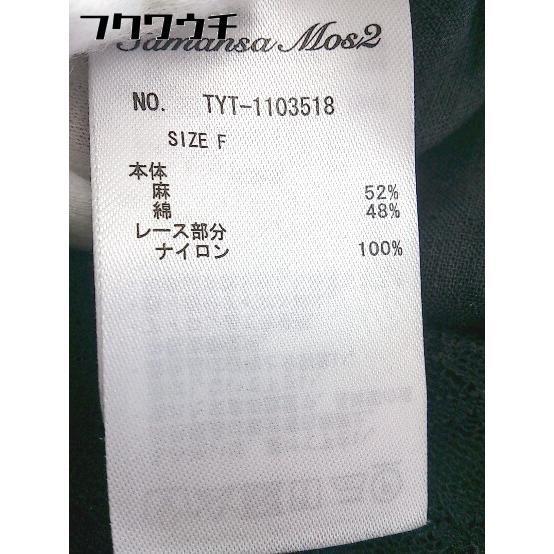 フクワウチ
Samansa Mos2
NO. TYT-1103518
SIZE F
本体
麻 52%
綿 48%
レース部分
ナイロン 100%